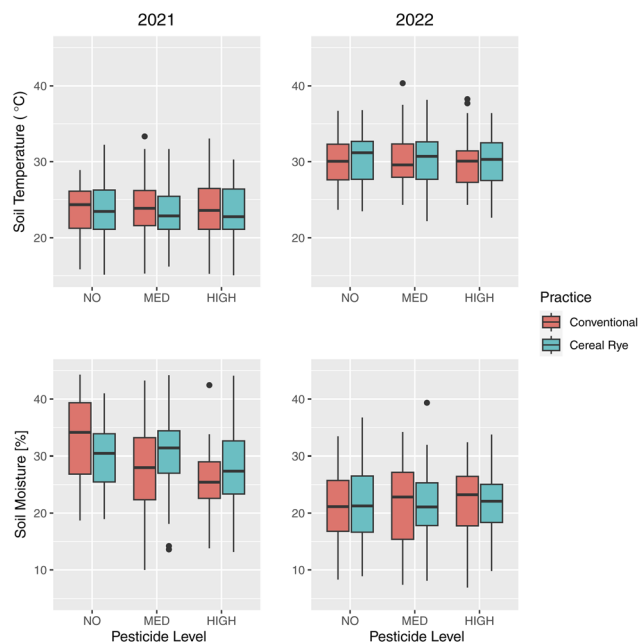 2021 2022
Soil Temperature ( °C)
40
30
20
NO MED HIGH
40
30
20
NO MED HIGH
Practice
Conventional
Cereal Rye
Soil Moisture [%]
40
30
20
10
NO MED HIGH
Pesticide Level
40
30
20
10
NO MED HIGH
Pesticide Level